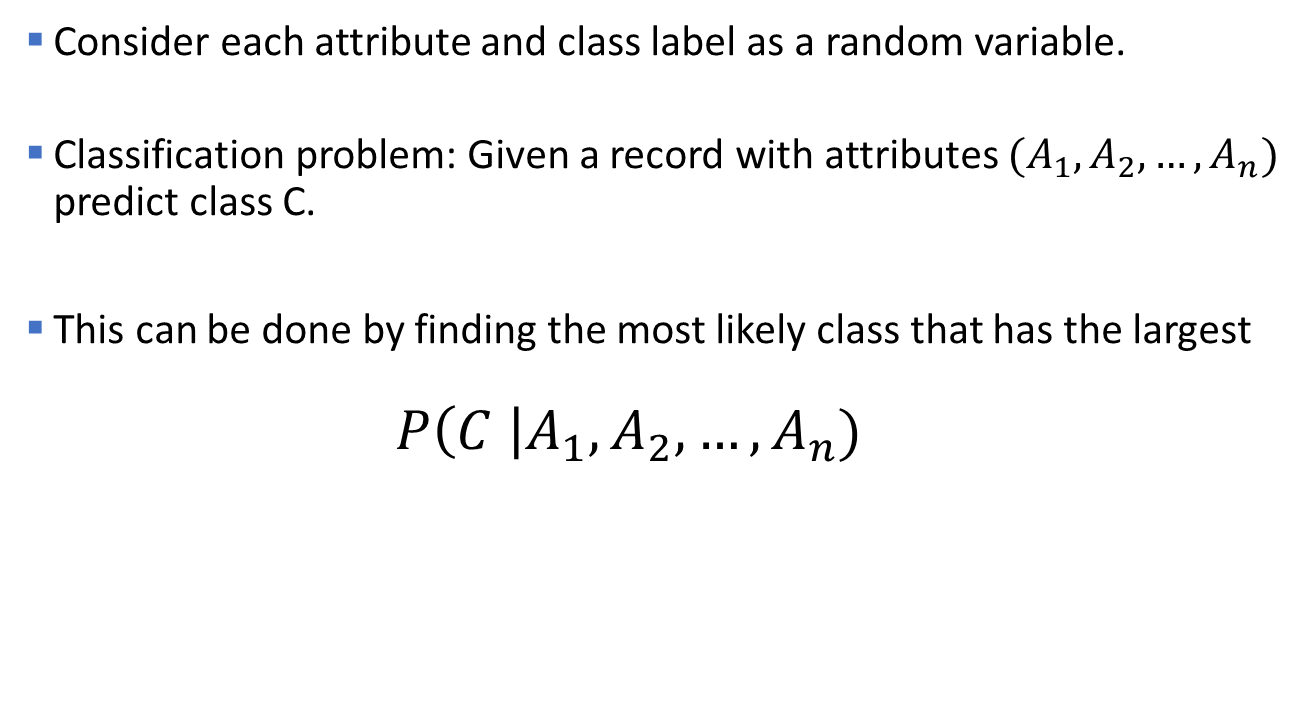 ▪ Consider each attribute and class label as a random variable.
▪ Classification problem: Given a record with attributes (A₁, A₂, … , Aₙ)
predict class C.
▪ This can be done by finding the most likely class that has the largest
P(C |A₁, A₂, … , Aₙ)